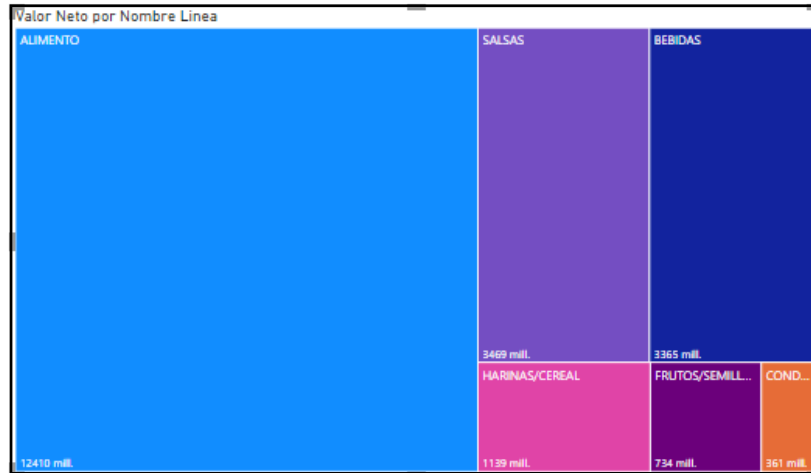 Valor Neto por Nombre Linea
ALIMENTO
12410 mill.
SALSAS
3469 mill.
BEBIDAS
3365 mill.
HARINAS/CEREAL
1139 mill.
FRUTOS/SEMILL...
734 mill.
COND...
361 mill.